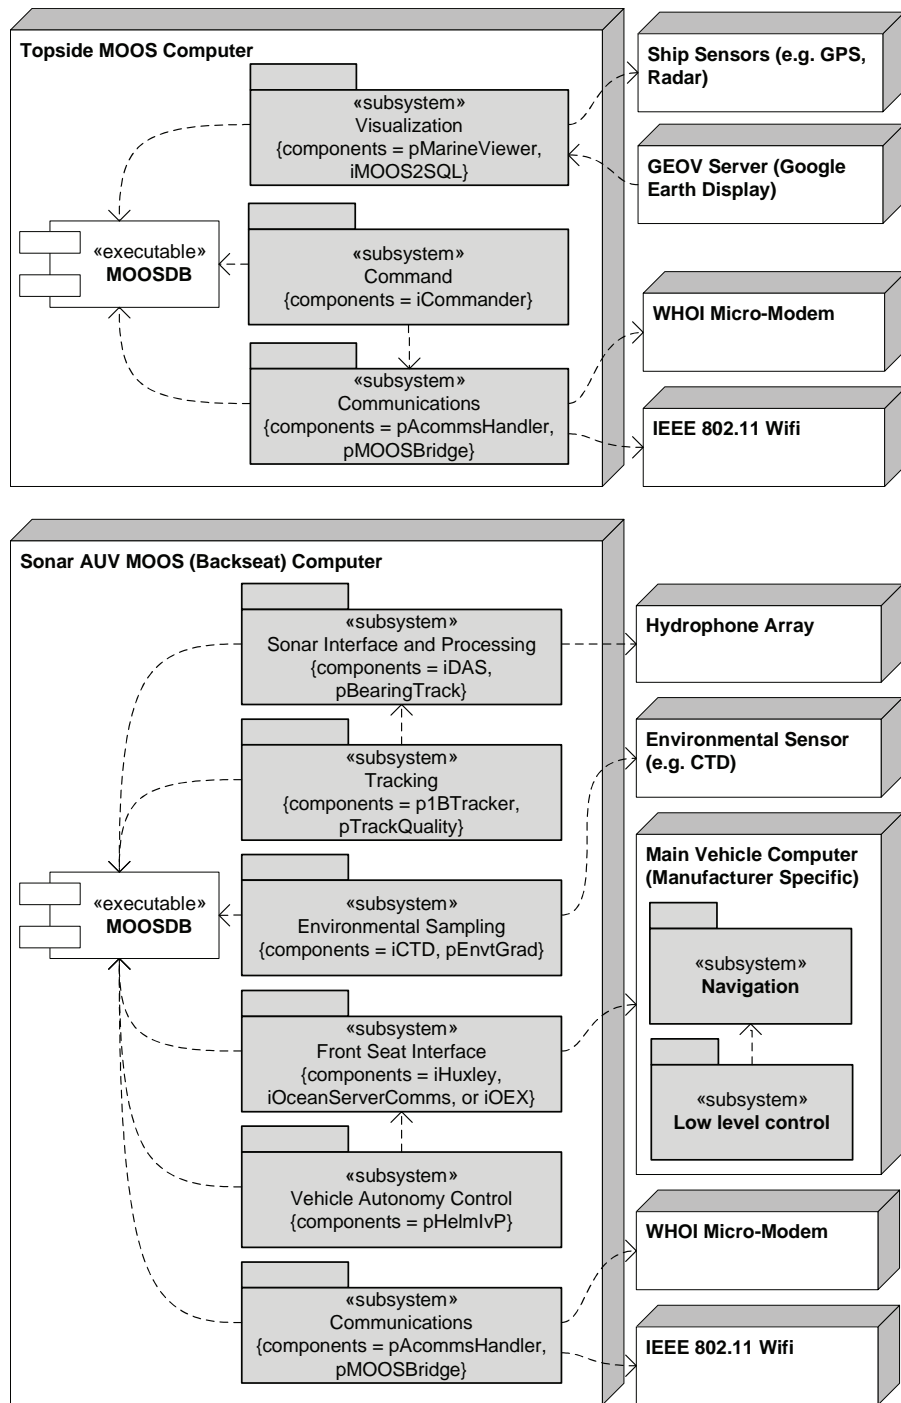 Topside MOOS Computer
«subsystem»
Visualization
{components = pMarineViewer,
iMOOS2SQL}
«executable»
MOOSDB
«subsystem»
Command
{components = iCommander}
«subsystem»
Communications
{components = pAcommsHandler,
pMOOSBridge}
Ship Sensors (e.g. GPS,
Radar)
GEOV Server (Google
Earth Display)
WHOI Micro-Modem
IEEE 802.11 Wifi
Sonar AUV MOOS (Backseat) Computer
«subsystem»
Sonar Interface and Processing
{components = iDAS,
pBearingTrack}
«subsystem»
Tracking
{components = p1BTracker,
pTrackQuality}
«executable»
MOOSDB
«subsystem»
Environmental Sampling
{components = iCTD, pEnvtGrad}
«subsystem»
Front Seat Interface
{components = iHuxley,
iOceanServerComms, or iOEX}
«subsystem»
Vehicle Autonomy Control
{components = pHelmIvP}
«subsystem»
Communications
{components = pAcommsHandler,
pMOOSBridge}
Hydrophone Array
Environmental Sensor
(e.g. CTD)
Main Vehicle Computer
(Manufacturer Specific)
«subsystem»
Navigation
«subsystem»
Low level control
WHOI Micro-Modem
IEEE 802.11 Wifi